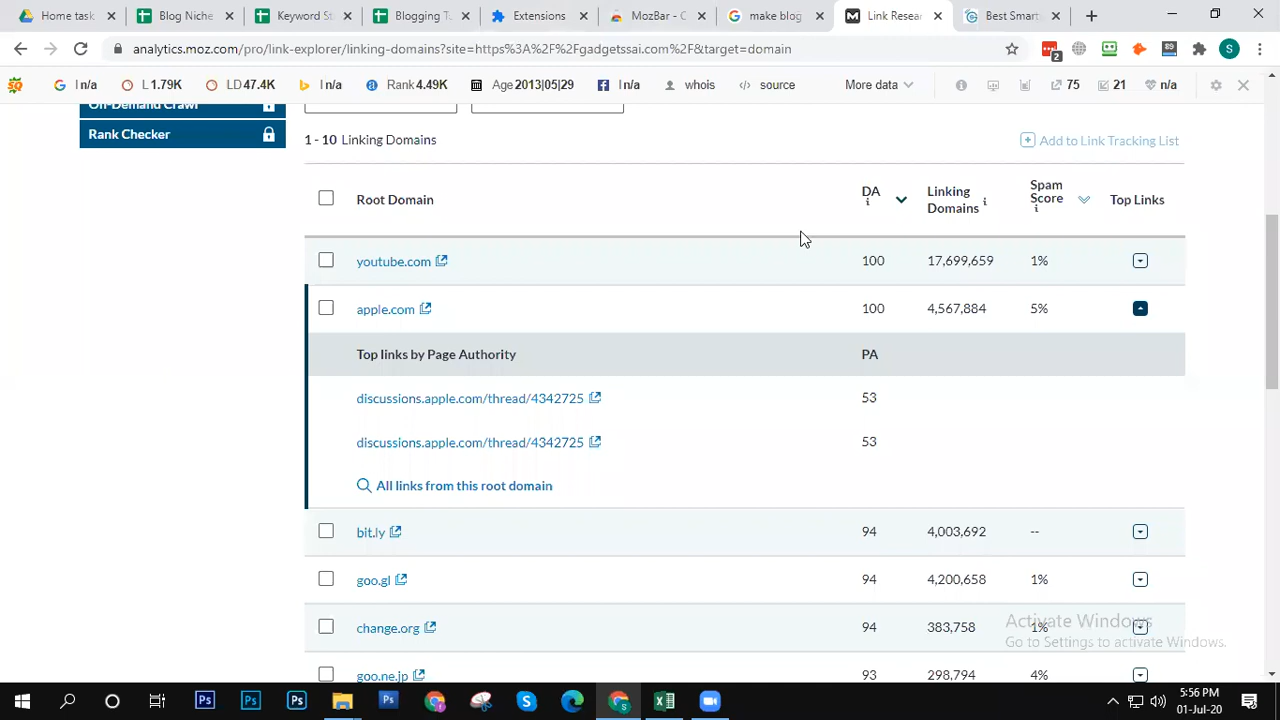 Home task
Blog Niche
Keyword St
Blogging To
Extensions
MozBar - C
make blog
Link Resea
Best Smart
analytics.moz.com/pro/link-explorer/linking-domains?site=https%3A%2F%2Fgadgetssai.com%2F&target=domain
2
89
S
I n/a
L 1.79K
LD 47.4K
I n/a
Rank 4.49K
Age 2013|05|29
I n/a
whois
source
More data
75
21
n/a
On-Demand Crawl
Rank Checker
1 - 10 Linking Domains
Add to Link Tracking List
Root Domain
DA
Linking Domains
Spam Score
Top Links
youtube.com
100
17,699,659
1%
apple.com
100
4,567,884
5%
Top links by Page Authority
PA
discussions.apple.com/thread/4342725
53
discussions.apple.com/thread/4342725
53
All links from this root domain
bit.ly
94
4,003,692
--
goo.gl
94
4,200,658
1%
change.org
94
383,758
1%
goo.ne.jp
93
298,794
4%
Activate Windows
Go to Settings to activate Windows.
5:56 PM
01-Jul-20